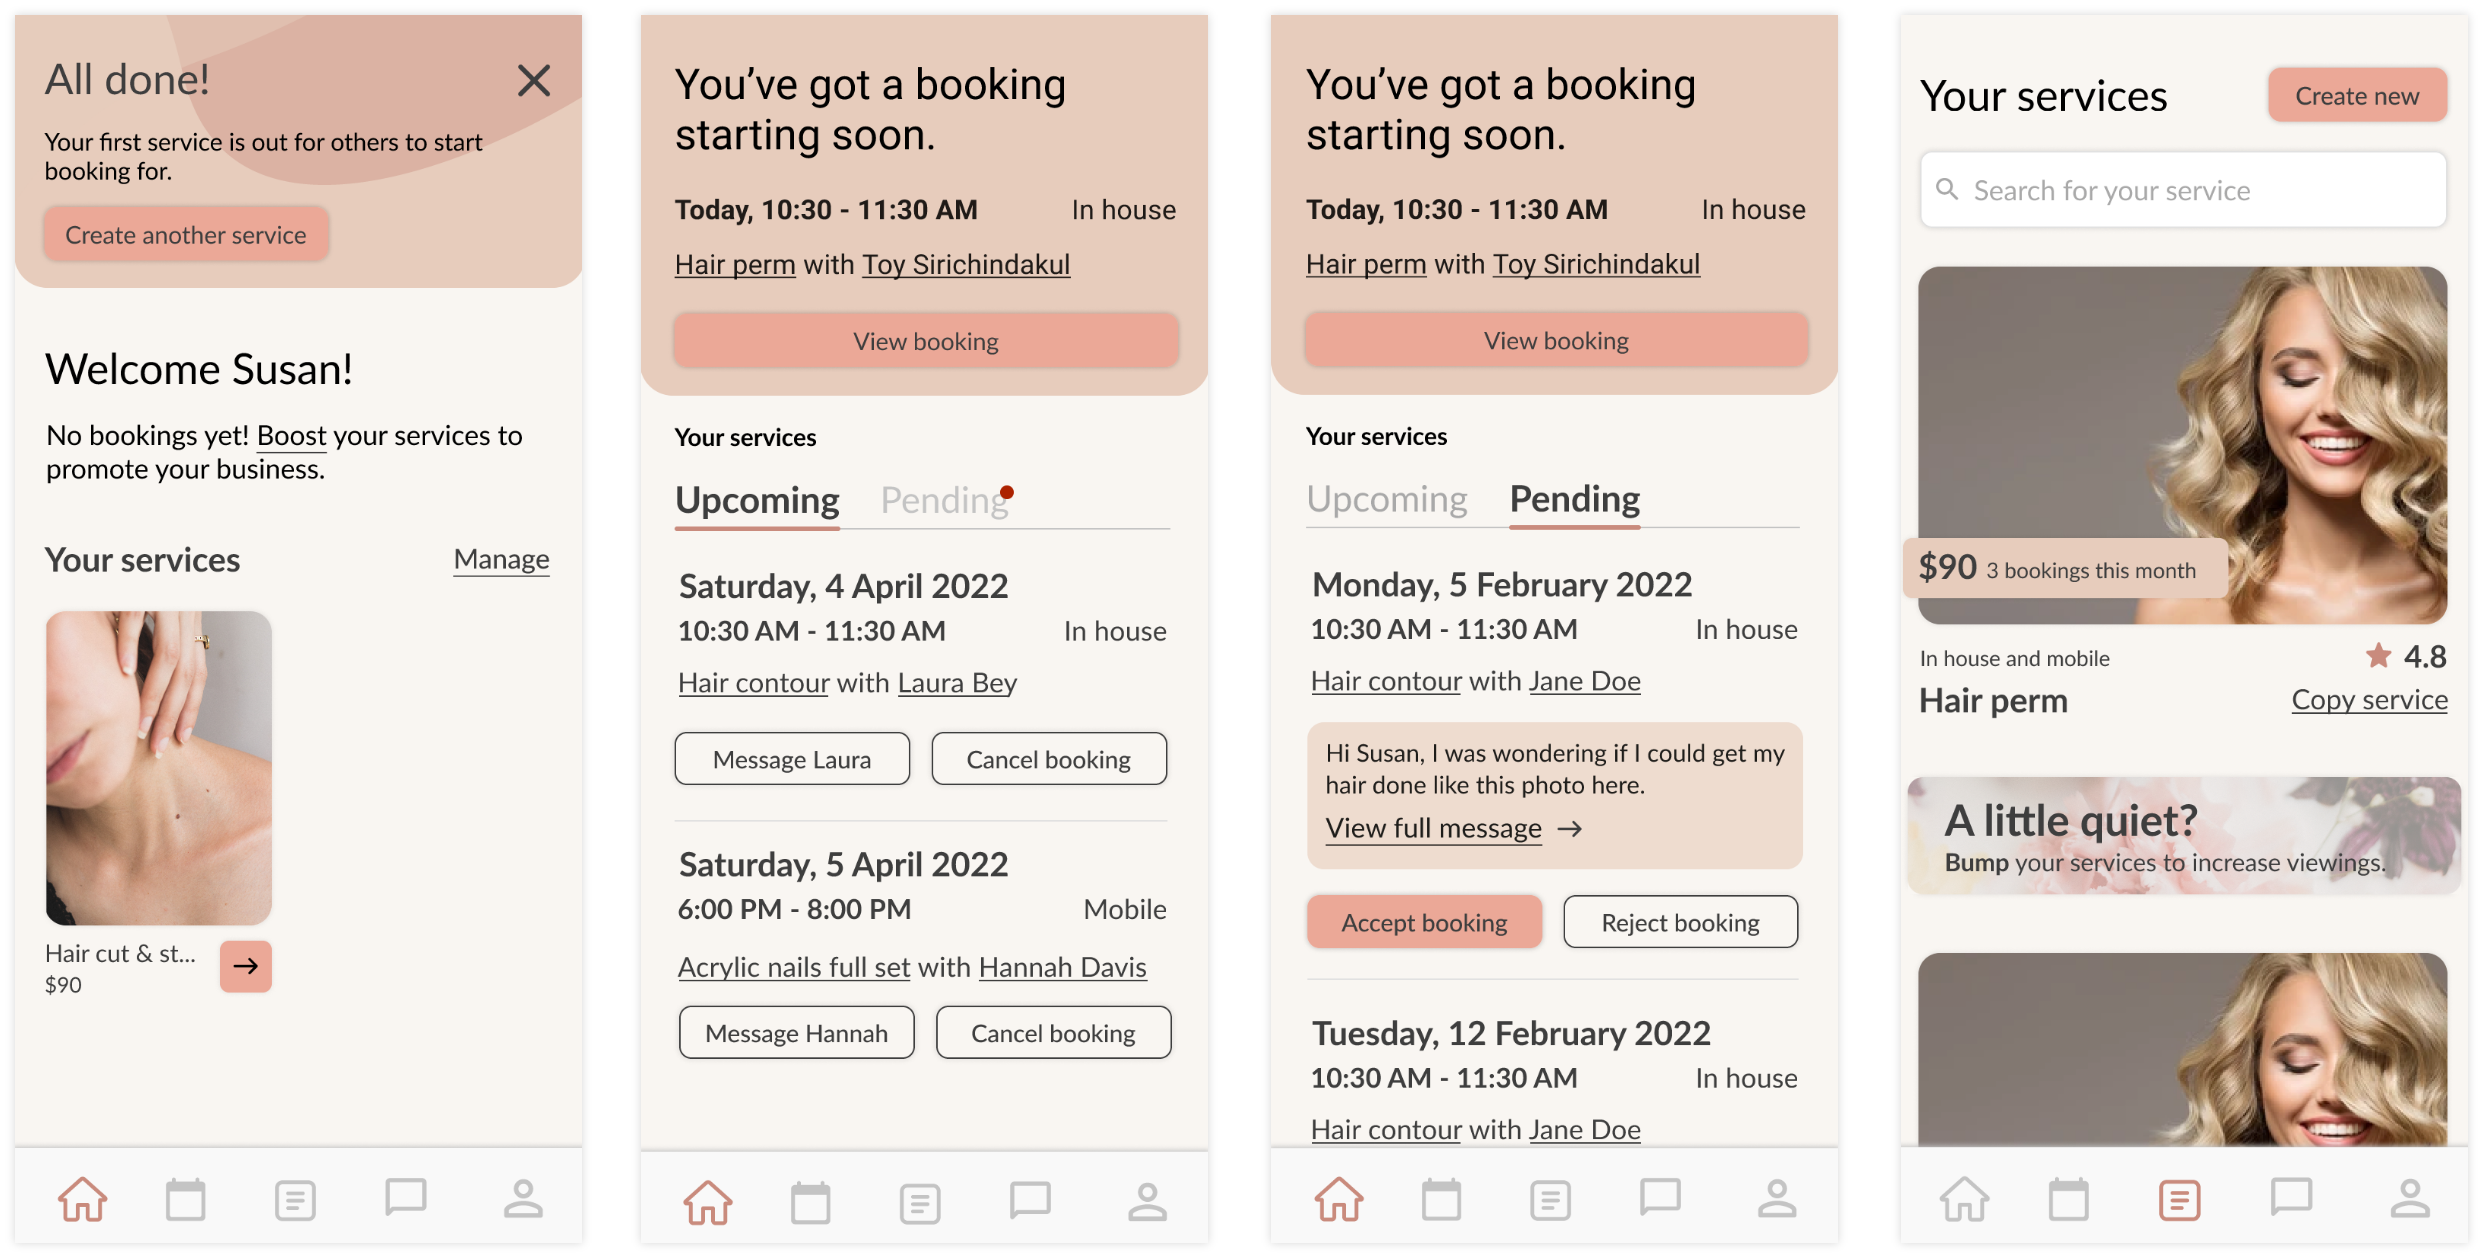 All done!
Your first service is out for others to start
booking for.
Create another service
Welcome Susan!
No bookings yet! Boost your services to
promote your business.
Your services
Manage
Hair cut & st...
$90
You’ve got a booking
starting soon.
Today, 10:30 - 11:30 AM
In house
Hair perm with Toy Sirichindakul
View booking
Your services
Upcoming
Pending
Saturday, 4 April 2022
10:30 AM - 11:30 AM
In house
Hair contour with Laura Bey
Message Laura
Cancel booking
Saturday, 5 April 2022
6:00 PM - 8:00 PM
Mobile
Acrylic nails full set with Hannah Davis
Message Hannah
Cancel booking
You’ve got a booking
starting soon.
Today, 10:30 - 11:30 AM
In house
Hair perm with Toy Sirichindakul
View booking
Your services
Upcoming
Pending
Monday, 5 February 2022
10:30 AM - 11:30 AM
In house
Hair contour with Jane Doe
Hi Susan, I was wondering if I could get my
hair done like this photo here.
View full message
Accept booking
Reject booking
Tuesday, 12 February 2022
10:30 AM - 11:30 AM
In house
Hair contour with Jane Doe
Your services
Create new
Search for your service
$90 3 bookings this month
In house and mobile
4.8
Hair perm
Copy service
A little quiet?
Bump your services to increase viewings.